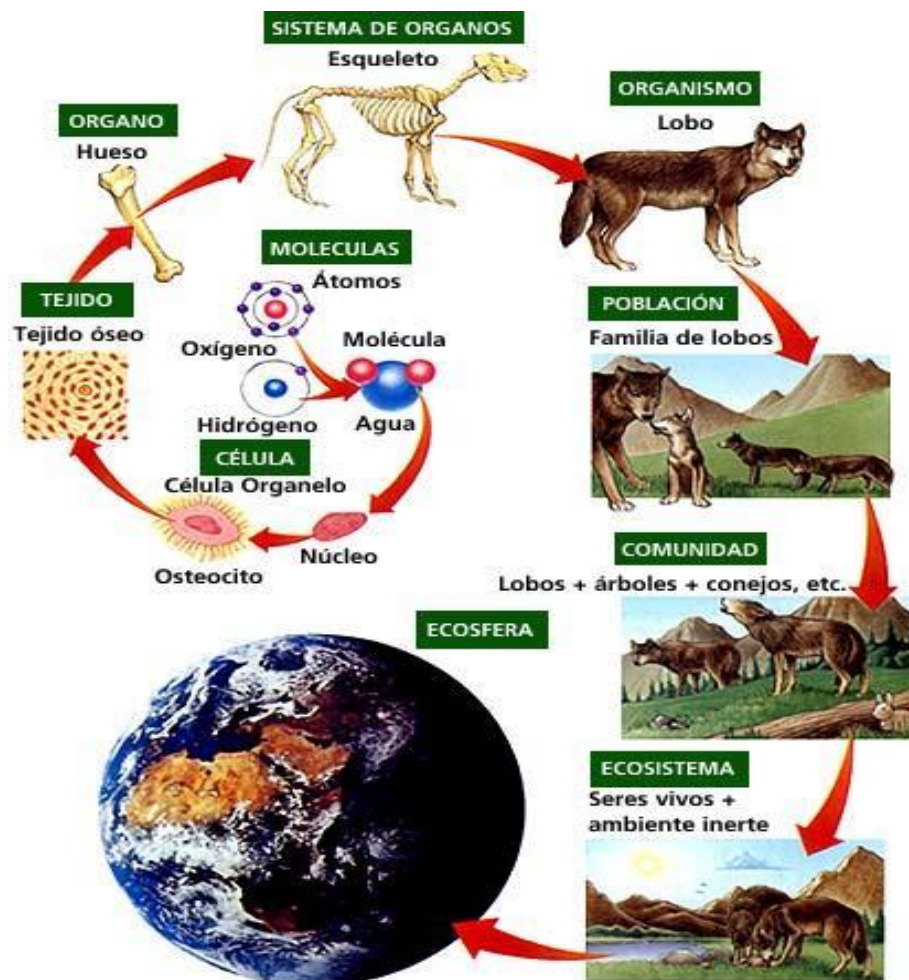 SISTEMA DE ORGANOS
Esqueleto
ORGANISMO
Lobo
ORGANO
Hueso
MOLECULAS
Átomos
Oxígeno
Molécula
Hidrógeno
Agua
TEJIDO
Tejido óseo
CÉLULA
Célula Organelo
Núcleo
Osteocito
POBLACIÓN
Familia de lobos
COMUNIDAD
Lobos + árboles + conejos, etc.
ECOSISTEMA
Seres vivos +
ambiente inerte
ECOSFERA